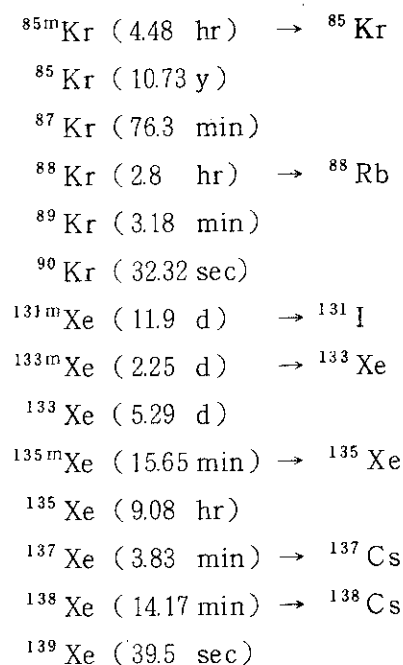 ⁸⁵ᵐKr (4.48 hr) → ⁸⁵Kr
⁸⁵Kr (10.73 y)
⁸⁷Kr (76.3 min)
⁸⁸Kr (2.8 hr) → ⁸⁸Rb
⁸⁹Kr (3.18 min)
⁹⁰Kr (32.32 sec)
¹³¹ᵐXe (11.9 d) → ¹³¹I
¹³³ᵐXe (2.25 d) → ¹³³Xe
¹³³Xe (5.29 d)
¹³⁵ᵐXe (15.65 min) → ¹³⁵Xe
¹³⁵Xe (9.08 hr)
¹³⁷Xe (3.83 min) → ¹³⁷Cs
¹³⁸Xe (14.17 min) → ¹³⁸Cs
¹³⁹Xe (39.5 sec)